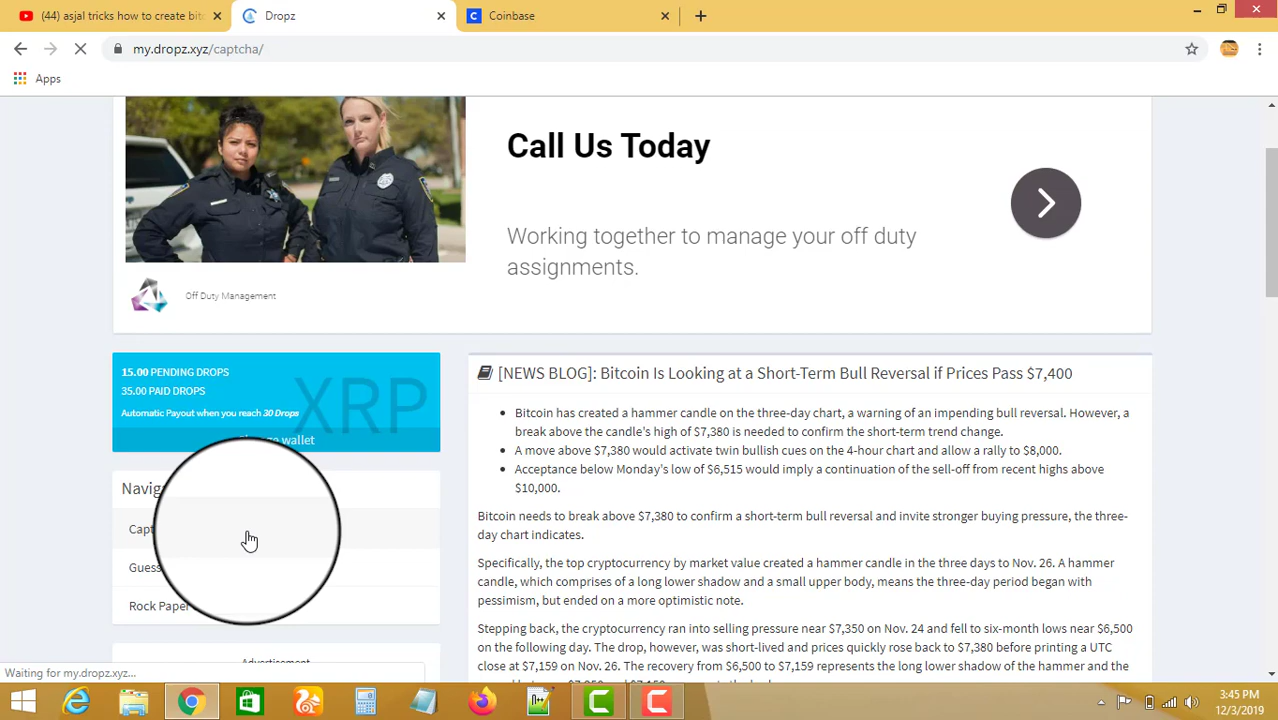 (44) asjal tricks how to create bit
Dropz
Coinbase
my.dropz.xyz/captcha/
Apps
Call Us Today
Working together to manage your off duty
assignments.
Off Duty Management
15.00 PENDING DROPS
35.00 PAID DROPS
Automatic Payout when you reach 30 Drops
XRP
wallet
Navig
Capt
Guess
Rock Paper
Advertisement
[NEWS BLOG]: Bitcoin Is Looking at a Short-Term Bull Reversal if Prices Pass $7,400
• Bitcoin has created a hammer candle on the three-day chart, a warning of an impending bull reversal. However, a
break above the candle's high of $7,380 is needed to confirm the short-term trend change.
• A move above $7,380 would activate twin bullish cues on the 4-hour chart and allow a rally to $8,000.
• Acceptance below Monday's low of $6,515 would imply a continuation of the sell-off from recent highs above
$10,000.
Bitcoin needs to break above $7,380 to confirm a short-term bull reversal and invite stronger buying pressure, the three-
day chart indicates.
Specifically, the top cryptocurrency by market value created a hammer candle in the three days to Nov. 26. A hammer
candle, which comprises of a long lower shadow and a small upper body, means the three-day period began with
pessimism, but ended on a more optimistic note.
Stepping back, the cryptocurrency ran into selling pressure near $7,350 on Nov. 24 and fell to six-month lows near $6,500
on the following day. The drop, however, was short-lived and prices quickly rose back to $7,380 before printing a UTC
close at $7,159 on Nov. 26. The recovery from $6,500 to $7,159 represents the long lower shadow of the hammer and the
Waiting for my.dropz.xyz...
3:45 PM
12/3/2019